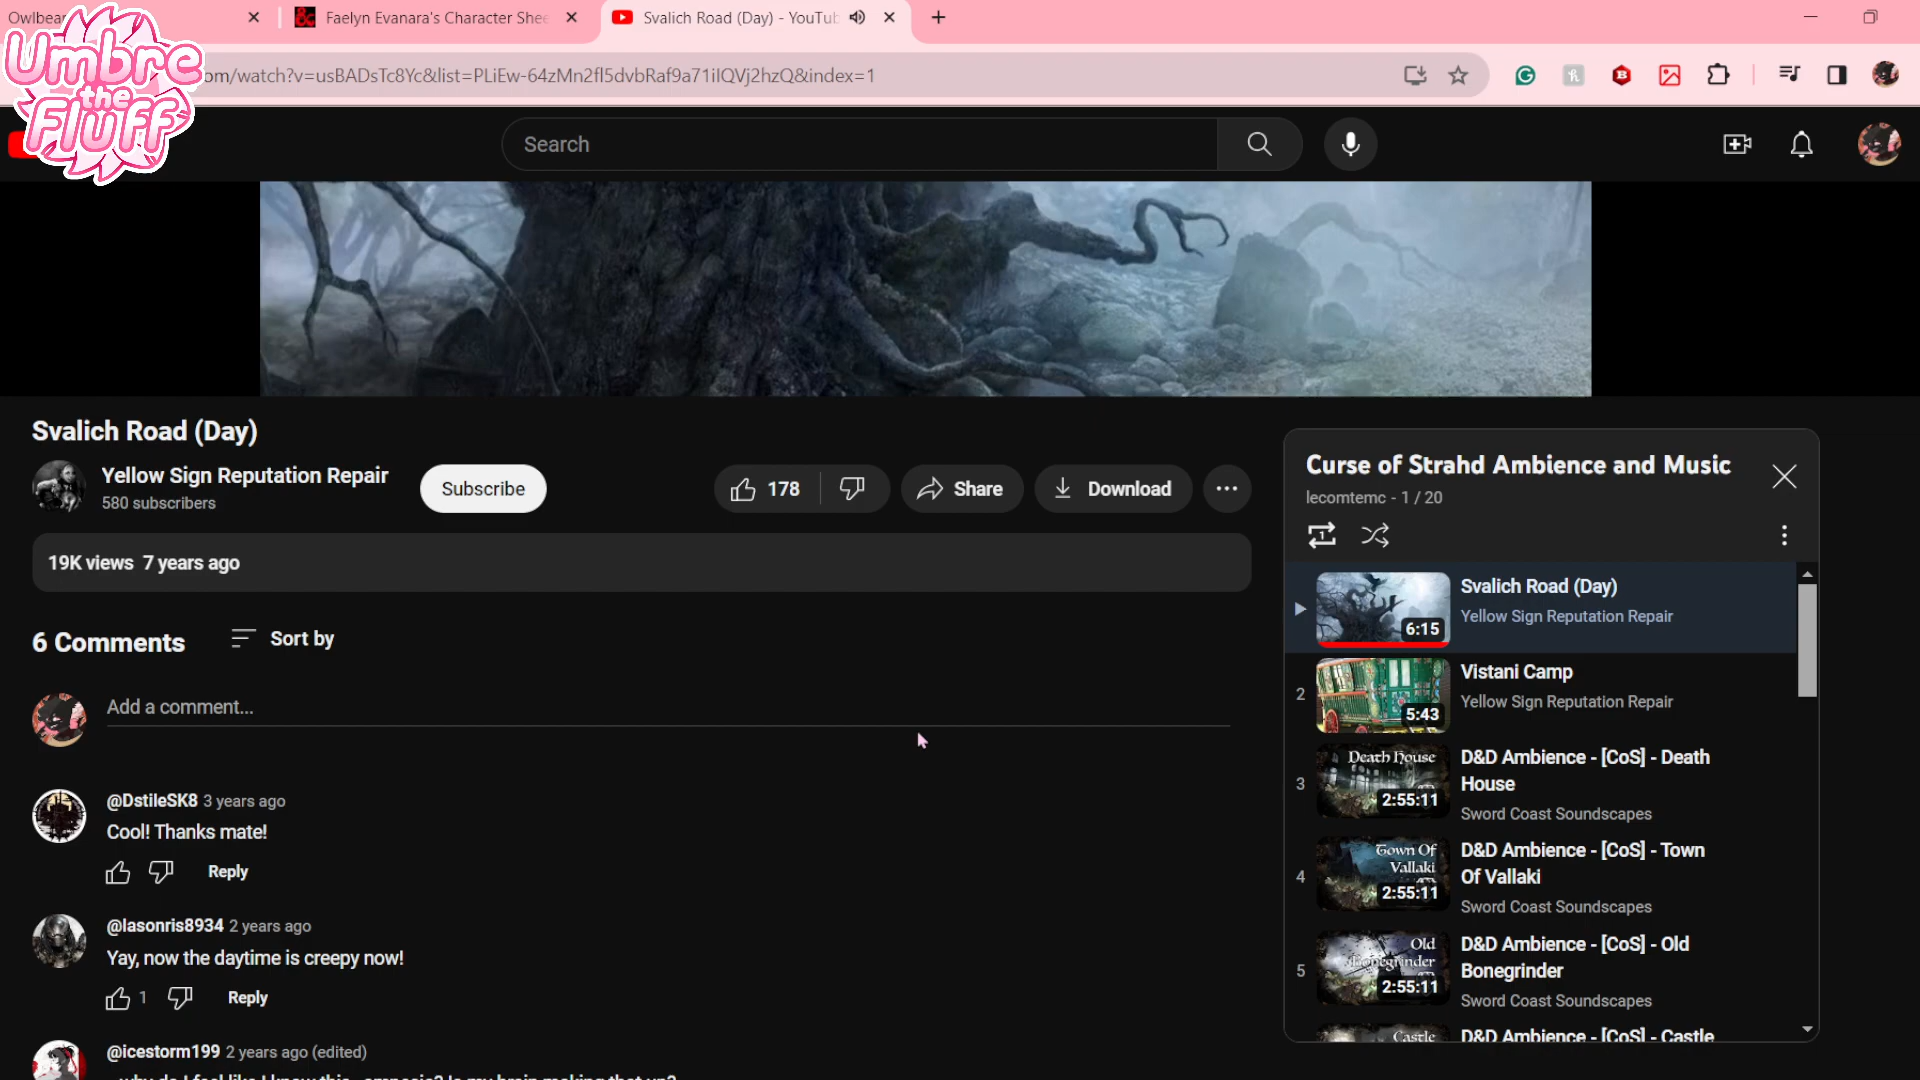 Owlbear
Faelyn Evanara's Character Shee
Svalich Road (Day) - YouTub
Umbre
the
Fluff
om/watch?v=usBADsTc8Yc&list=PLiEw-64zMn2fl5dvbRaf9a71iIQVj2hzQ&index=1
Search
Svalich Road (Day)
Yellow Sign Reputation Repair
580 subscribers
Subscribe
178
Share
Download
19K views 7 years ago
6 Comments
Sort by
Add a comment...
@DstileSK8 3 years ago
Cool! Thanks mate!
Reply
@lasonris8934 2 years ago
Yay, now the daytime is creepy now!
1
Reply
@icestorm199 2 years ago (edited)
Curse of Strahd Ambience and Music
lecomtemc - 1 / 20
6:15
Svalich Road (Day)
Yellow Sign Reputation Repair
2
5:43
Vistani Camp
Yellow Sign Reputation Repair
3
Death House
2:55:11
D&D Ambience - [CoS] - Death
House
Sword Coast Soundscapes
4
Town Of
Vallaki
2:55:11
D&D Ambience - [CoS] - Town
Of Vallaki
Sword Coast Soundscapes
5
Old
Bonegrinder
2:55:11
D&D Ambience - [CoS] - Old
Bonegrinder
Sword Coast Soundscapes
Castle
D&D Ambience - [CoS] - Castle